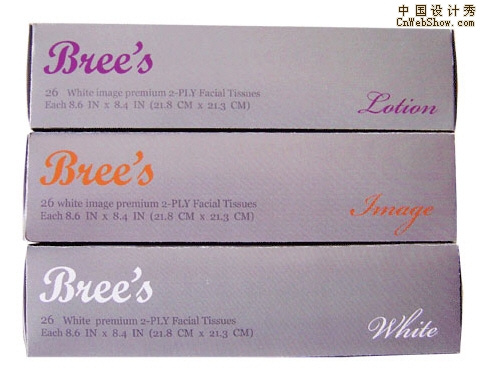 中国设计秀
CnWebShow.com
Bree's
26 White image premium 2-PLY Facial Tissues
Each 8.6 IN x 8.4 IN (21.8 CM x 21.3 CM)
Lotion
Bree's
26 white image premium 2-PLY Facial Tissues
Each 8.6 IN x 8.4 IN (21.8 CM x 21.3 CM)
Image
Bree's
26 White premium 2-PLY Facial Tissues
Each 8.6 IN x 8.4 IN (21.8 CM x 21.3 CM)
White